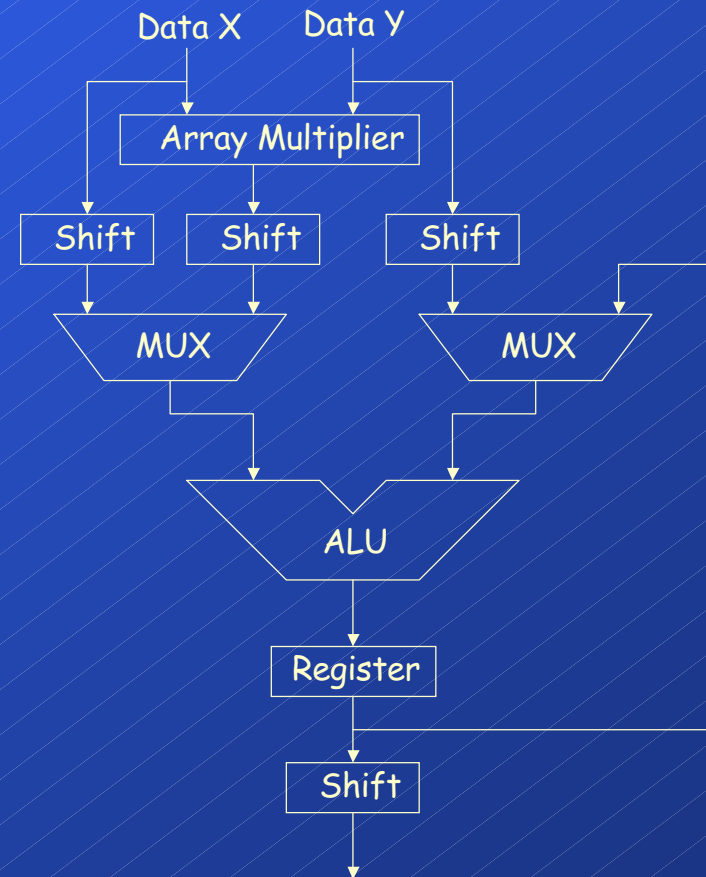 Data X
Data Y
Array Multiplier
Shift
Shift
Shift
MUX
MUX
ALU
Register
Shift